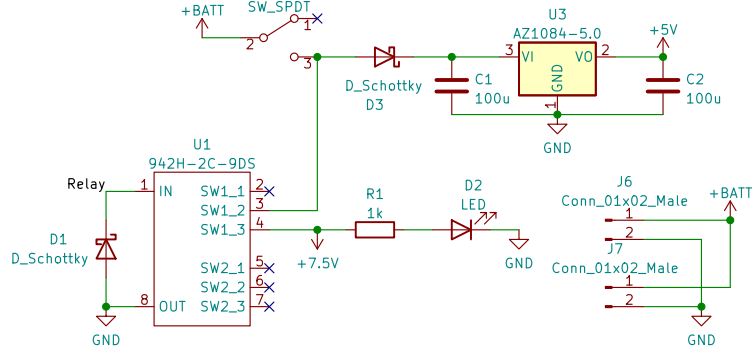 +BATT
SW_SPDT
1
2
3
U3
AZ1084-5.0
3
VI
VO
2
GND
1
+5V
D_Schottky
D3
C1
100u
C2
100u
GND
U1
942H-2C-9DS
Relay
1
IN
SW1_1
2
SW1_2
3
SW1_3
4
SW2_1
5
SW2_2
6
SW2_3
7
8
OUT
D1
D_Schottky
GND
+7.5V
R1
1k
D2
LED
GND
J6
Conn_01x02_Male
1
2
+BATT
J7
Conn_01x02_Male
1
2
GND